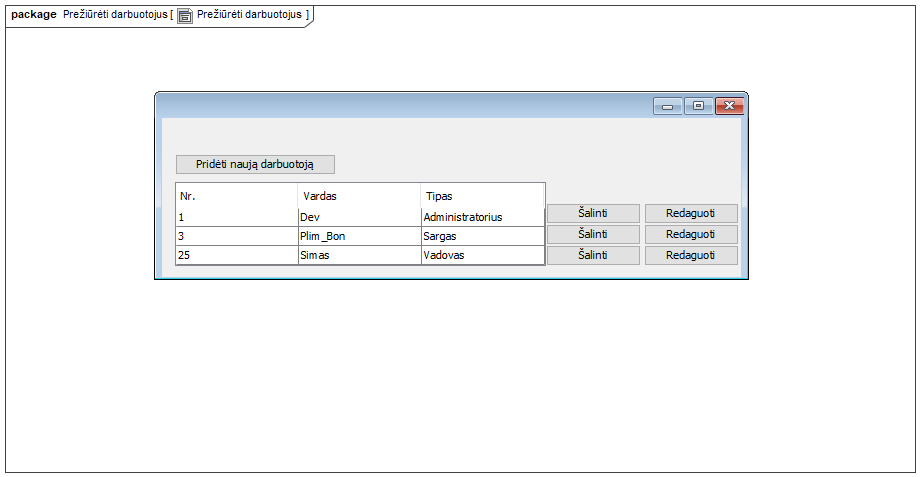 package Prežiūrėti darbuotojus [ Prežiūrėti darbuotojus ]
Pridėti naują darbuotoją
Nr. Vardas Tipas
1 Dev Administratorius Šalinti Redaguoti
3 Plim_Bon Sargas Šalinti Redaguoti
25 Simas Vadovas Šalinti Redaguoti